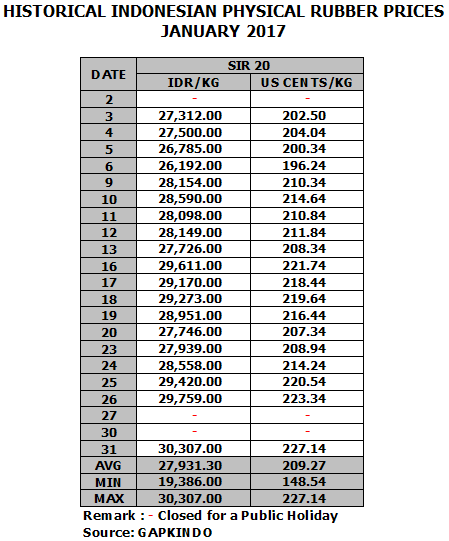 HISTORICAL INDONESIAN PHYSICAL RUBBER PRICES
JANUARY 2017
DATE SIR 20
IDR/KG US CENTS/KG
2 - -
3 27,312.00 202.50
4 27,500.00 204.04
5 26,785.00 200.34
6 26,192.00 196.24
9 28,154.00 210.34
10 28,590.00 214.64
11 28,098.00 210.84
12 28,149.00 211.84
13 27,726.00 208.34
16 29,611.00 221.74
17 29,170.00 218.44
18 29,273.00 219.64
19 28,951.00 216.44
20 27,746.00 207.34
23 27,939.00 208.94
24 28,558.00 214.24
25 29,420.00 220.54
26 29,759.00 223.34
27 - -
30 - -
31 30,307.00 227.14
AVG 27,931.30 209.27
MIN 19,386.00 148.54
MAX 30,307.00 227.14
Remark : - Closed for a Public Holiday
Source: GAPKINDO